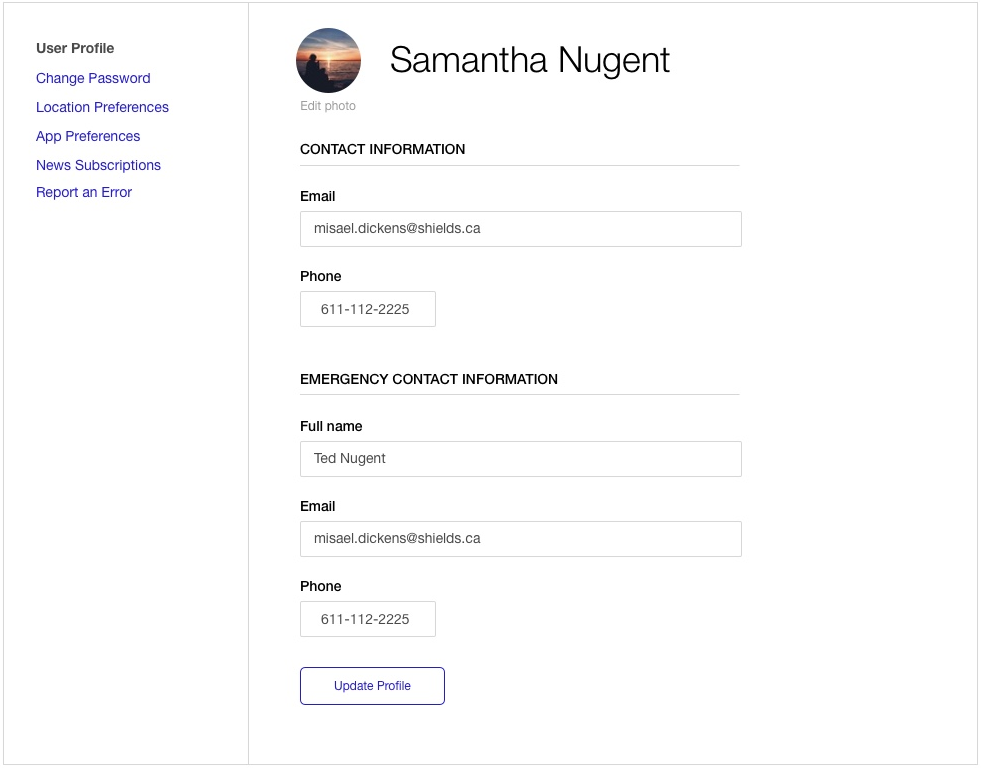 User Profile
Change Password
Location Preferences
App Preferences
News Subscriptions
Report an Error
Samantha Nugent
Edit photo
CONTACT INFORMATION
Email
misael.dickens@shields.ca
Phone
611-112-2225
EMERGENCY CONTACT INFORMATION
Full name
Ted Nugent
Email
misael.dickens@shields.ca
Phone
611-112-2225
Update Profile